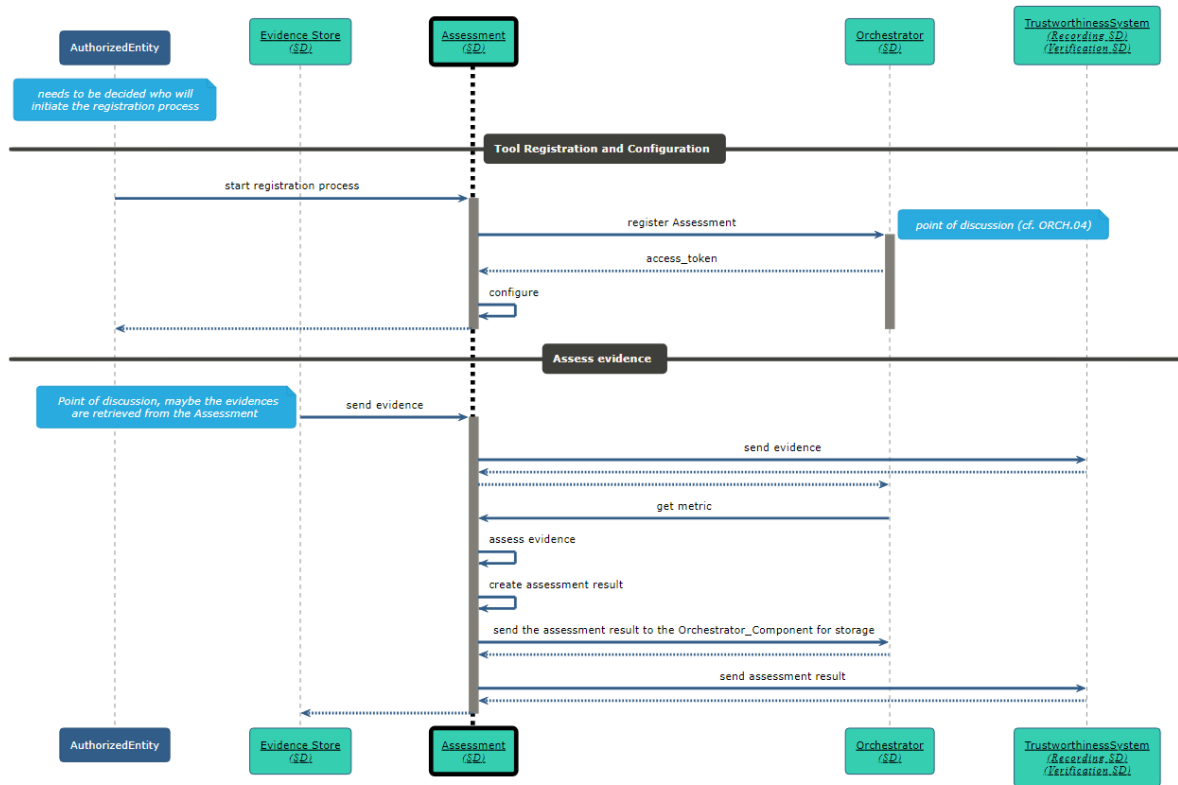 AuthorizedEntity
Evidence Store
(SD)
Assessment
(SD)
Orchestrator
(SD)
TrustworthinessSystem
(Recording SD)
(Verification SD)
needs to be decided who will
initiate the registration process
Tool Registration and Configuration
start registration process
register Assessment
point of discussion (cf. ORCH.04)
access_token
configure
Assess evidence
Point of discussion, maybe the evidences
are retrieved from the Assessment
send evidence
send evidence
get metric
assess evidence
create assessment result
send the assessment result to the Orchestrator_Component for storage
send assessment result
AuthorizedEntity
Evidence Store
(SD)
Assessment
(SD)
Orchestrator
(SD)
TrustworthinessSystem
(Recording SD)
(Verification SD)